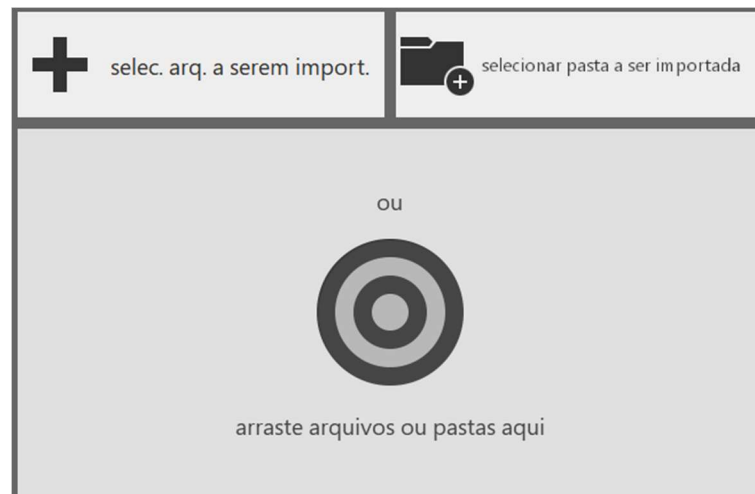 selec. arq. a serem import.
selecionar pasta a ser importada
ou
arraste arquivos ou pastas aqui